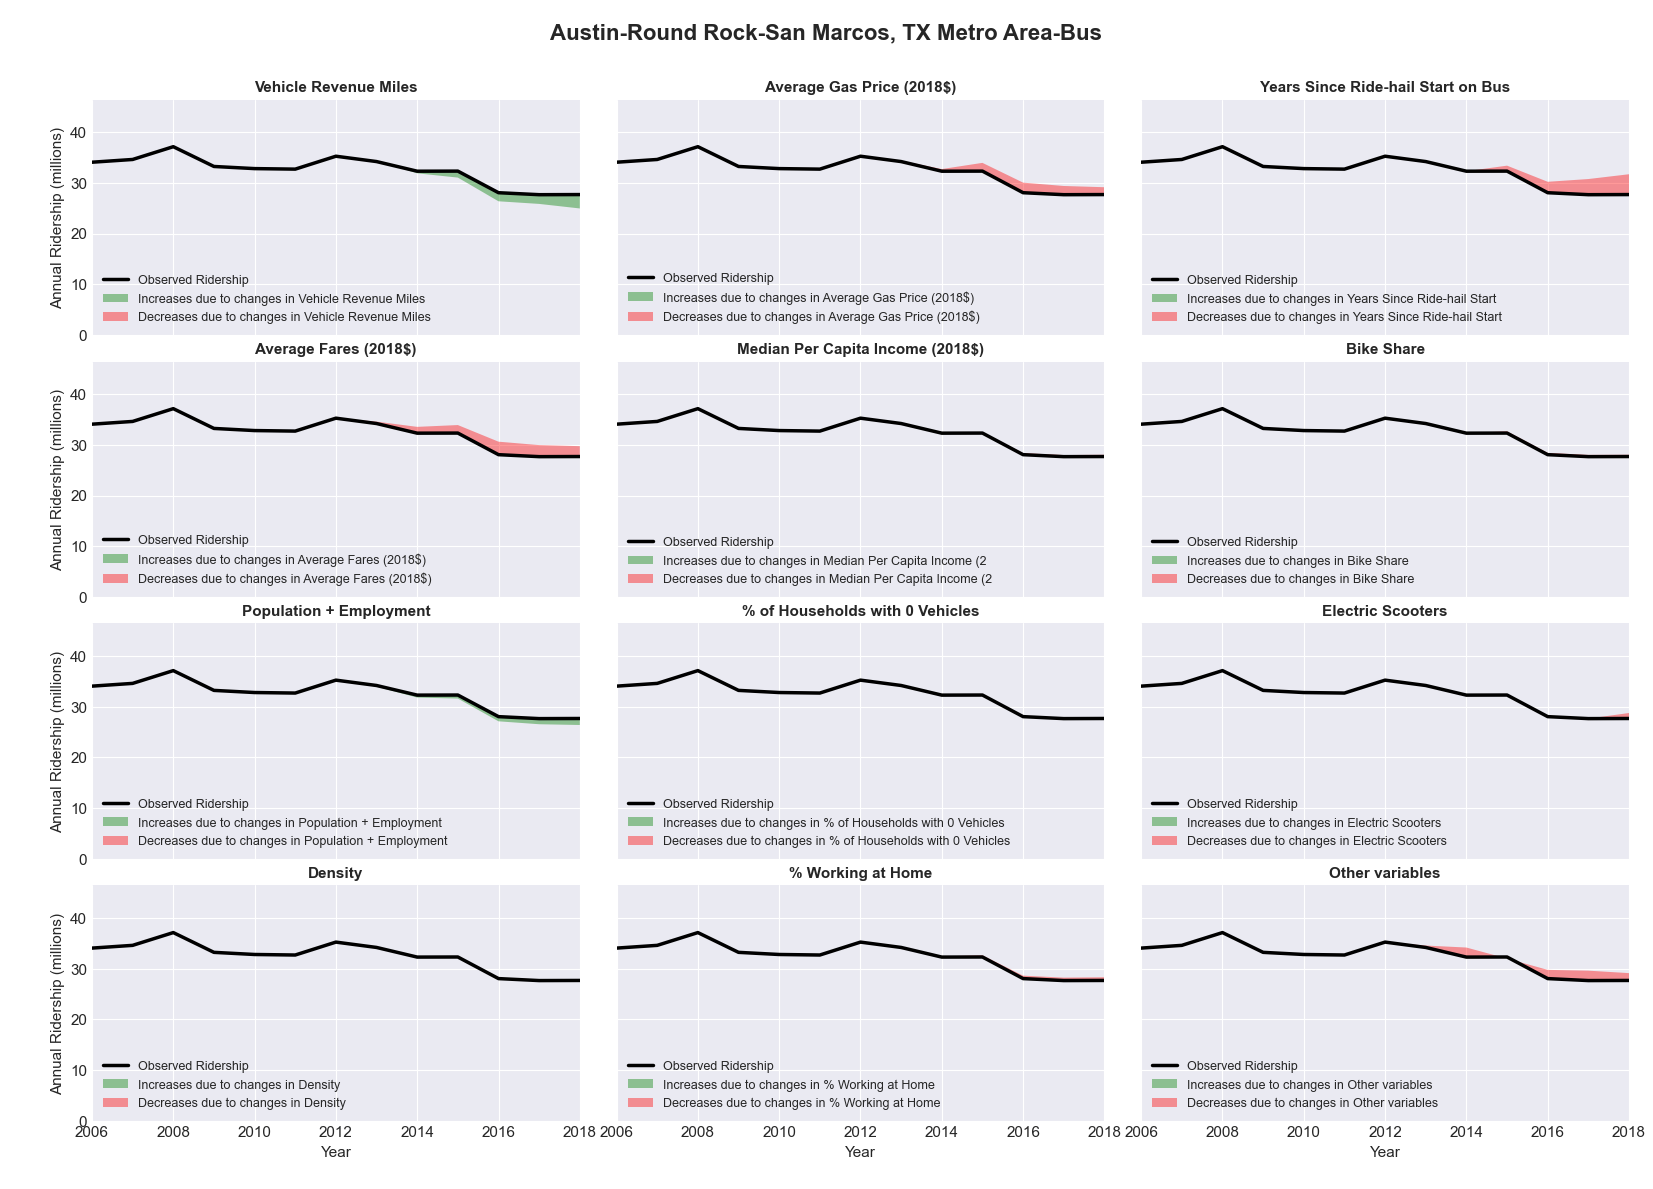 Austin-Round Rock-San Marcos, TX Metro Area-Bus
Vehicle Revenue Miles
Annual Ridership (millions)
40
30
20
10
0
Observed Ridership
Increases due to changes in Vehicle Revenue Miles
Decreases due to changes in Vehicle Revenue Miles
Average Gas Price (2018$)
Observed Ridership
Increases due to changes in Average Gas Price (2018$)
Decreases due to changes in Average Gas Price (2018$)
Years Since Ride-hail Start on Bus
Observed Ridership
Increases due to changes in Years Since Ride-hail Start
Decreases due to changes in Years Since Ride-hail Start
Average Fares (2018$)
Annual Ridership (millions)
40
30
20
10
0
Observed Ridership
Increases due to changes in Average Fares (2018$)
Decreases due to changes in Average Fares (2018$)
Median Per Capita Income (2018$)
Observed Ridership
Increases due to changes in Median Per Capita Income (2
Decreases due to changes in Median Per Capita Income (2
Bike Share
Observed Ridership
Increases due to changes in Bike Share
Decreases due to changes in Bike Share
Population + Employment
Annual Ridership (millions)
40
30
20
10
0
Observed Ridership
Increases due to changes in Population + Employment
Decreases due to changes in Population + Employment
% of Households with 0 Vehicles
Observed Ridership
Increases due to changes in % of Households with 0 Vehicles
Decreases due to changes in % of Households with 0 Vehicles
Electric Scooters
Observed Ridership
Increases due to changes in Electric Scooters
Decreases due to changes in Electric Scooters
Density
Annual Ridership (millions)
40
30
20
10
0
Observed Ridership
Increases due to changes in Density
Decreases due to changes in Density
2006 2008 2010 2012 2014 2016 2018
Year
% Working at Home
Observed Ridership
Increases due to changes in % Working at Home
Decreases due to changes in % Working at Home
2006 2008 2010 2012 2014 2016 2018
Year
Other variables
Observed Ridership
Increases due to changes in Other variables
Decreases due to changes in Other variables
2006 2008 2010 2012 2014 2016 2018
Year